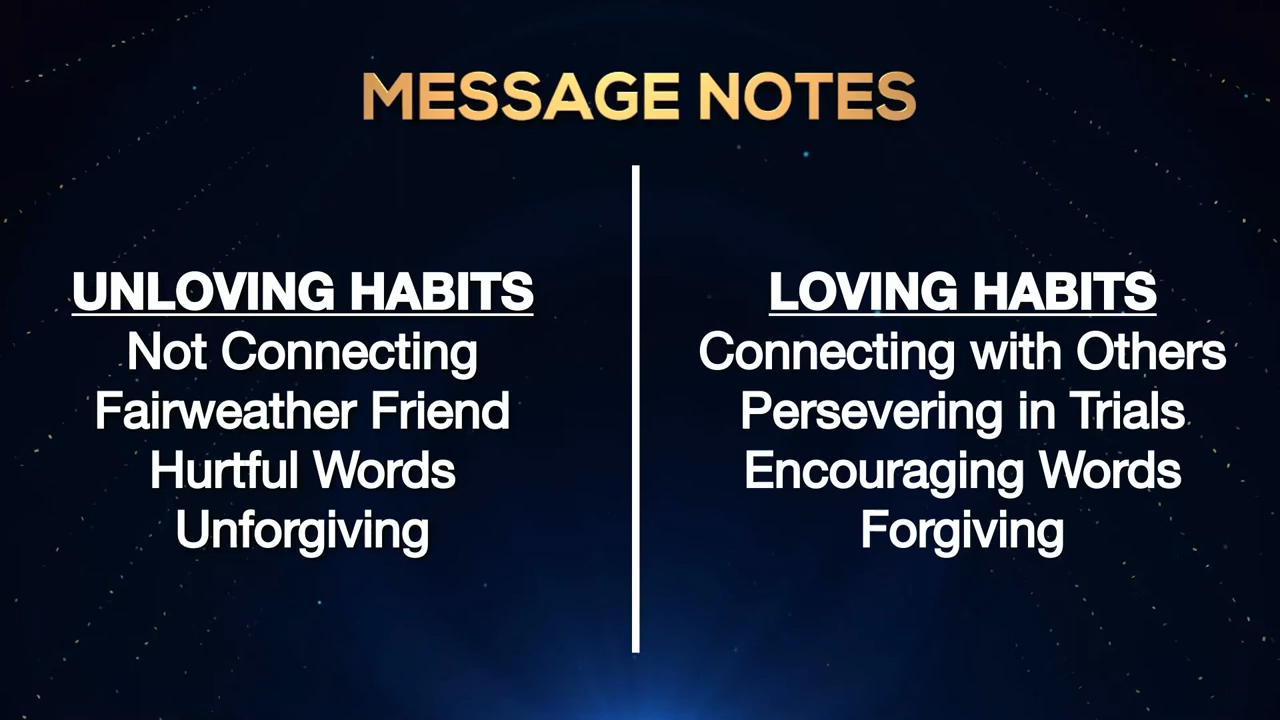 MESSAGE NOTES
UNLOVING HABITS
Not Connecting
Fairweather Friend
Hurtful Words
Unforgiving
LOVING HABITS
Connecting with Others
Persevering in Trials
Encouraging Words
Forgiving